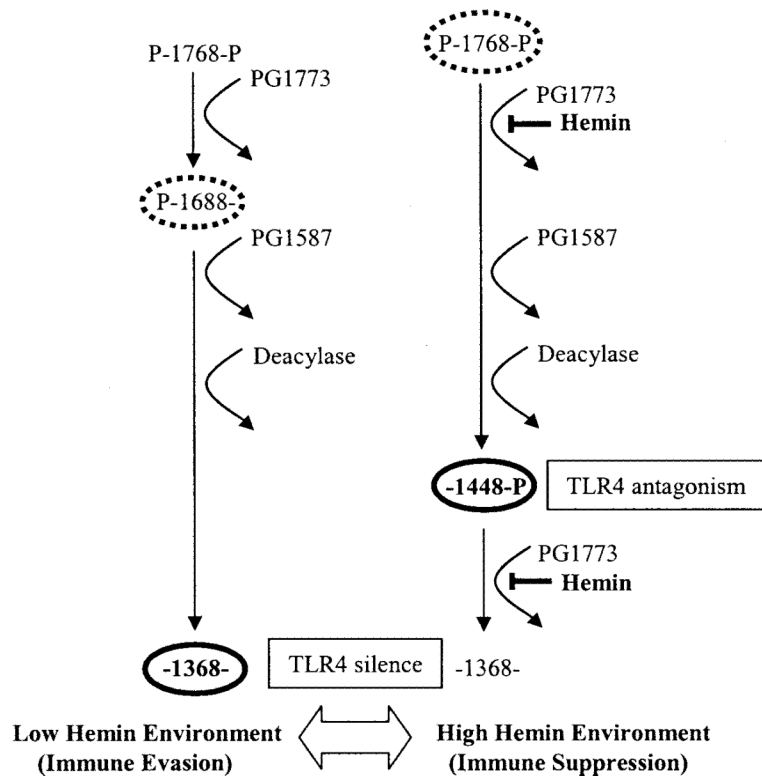 P-1768-P
PG1773
P-1688-
PG1587
Deacylase
-1368-
TLR4 silence
Low Hemin Environment
(Immune Evasion)
P-1768-P
PG1773
Hemin
PG1587
Deacylase
-1448-P
TLR4 antagonism
PG1773
Hemin
-1368-
High Hemin Environment
(Immune Suppression)